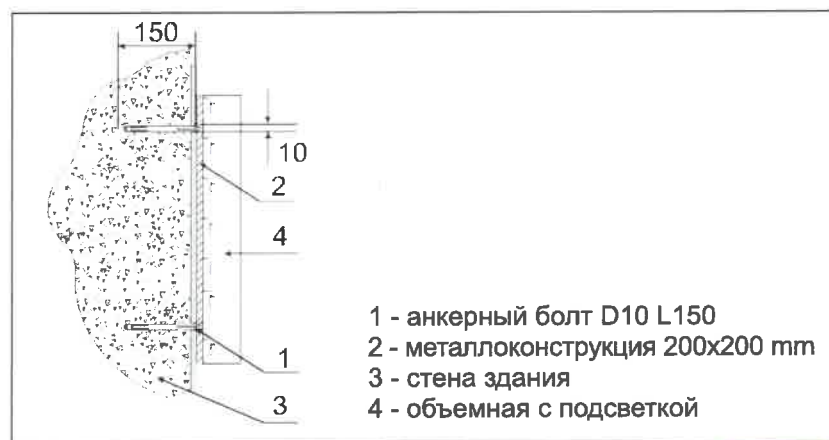 150
10
2
4
1
3
1 - анкерный болт D10 L150
2 - металлоконструкция 200x200 mm
3 - стена здания
4 - объемная с подсветкой